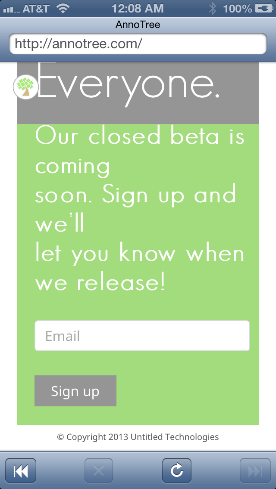 AT&T 12:08 AM 100%
AnnoTree
http://annotree.com/
Everyone.
Our closed beta is
coming
soon. Sign up and
we'll
let you know when
we release!
Email
Sign up
© Copyright 2013 Untitled Technologies